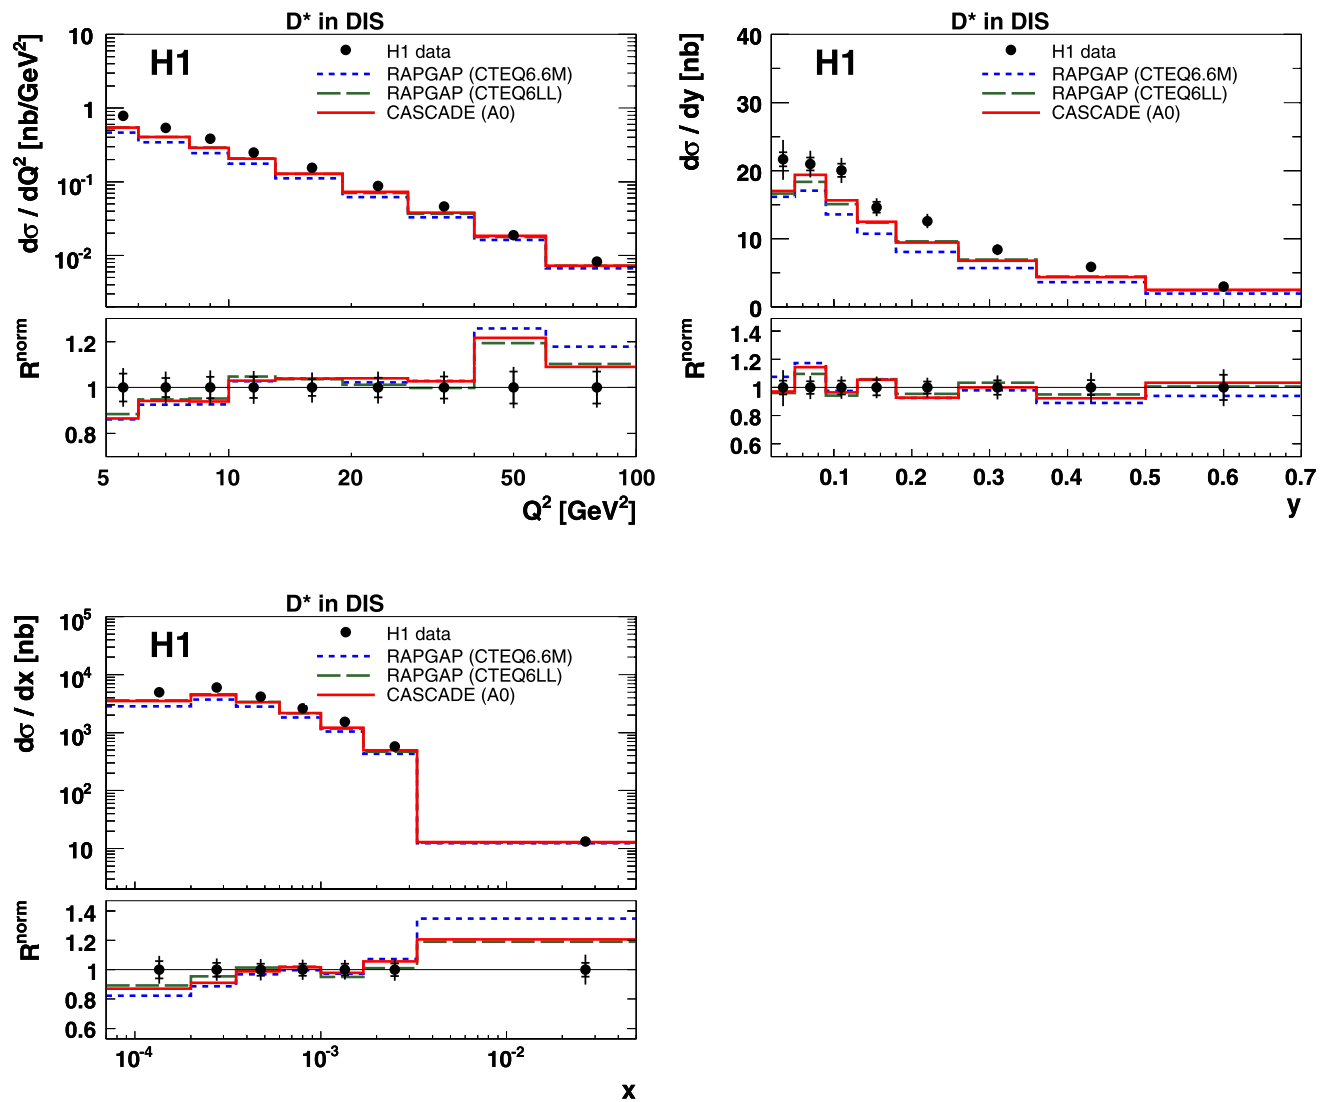 D* in DIS
H1
H1 data
RAPGAP (CTEQ6.6M)
RAPGAP (CTEQ6LL)
CASCADE (A0)
dσ / dQ² [nb/GeV²]
10
1
10⁻¹
10⁻²
R^norm
1.2
1
0.8
5 10 20 50 100
Q² [GeV²]
D* in DIS
H1
H1 data
RAPGAP (CTEQ6.6M)
RAPGAP (CTEQ6LL)
CASCADE (A0)
dσ / dy [nb]
40
30
20
10
0
R^norm
1.4
1.2
1
0.8
0.6
0.1 0.2 0.3 0.4 0.5 0.6 0.7
y
D* in DIS
H1
H1 data
RAPGAP (CTEQ6.6M)
RAPGAP (CTEQ6LL)
CASCADE (A0)
dσ / dx [nb]
10⁵
10⁴
10³
10²
10
R^norm
1.4
1.2
1
0.8
0.6
10⁻⁴ 10⁻³ 10⁻²
x